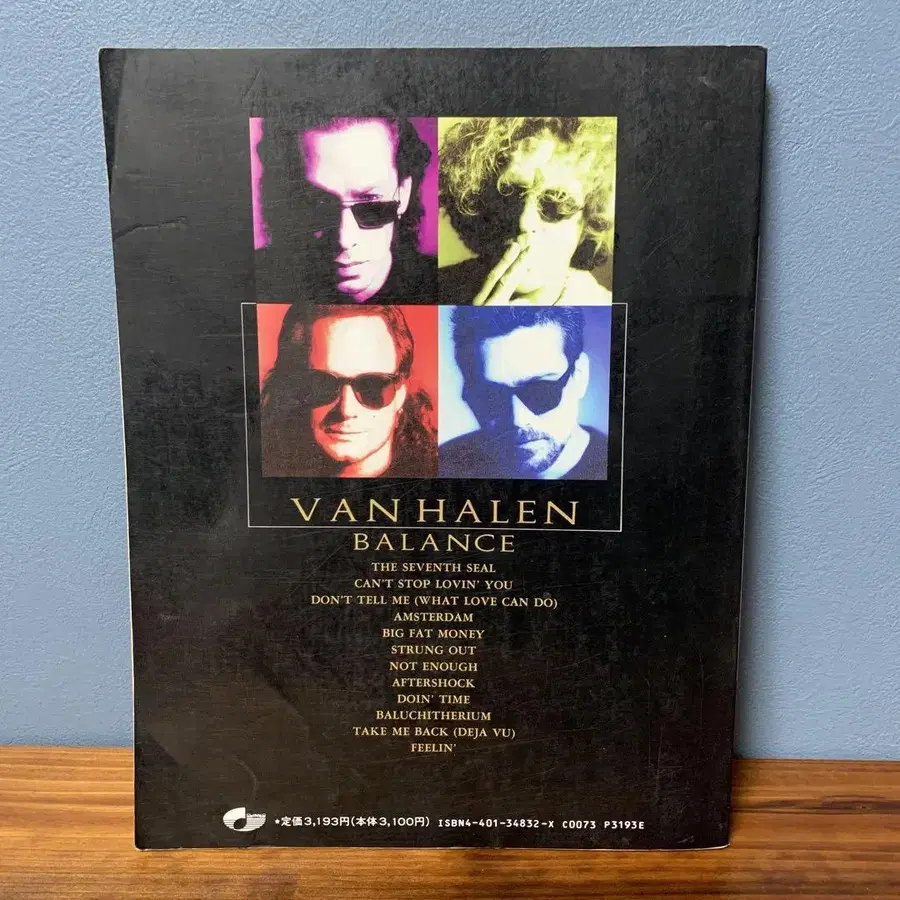 VAN HALEN
BALANCE
THE SEVENTH SEAL
CAN'T STOP LOVIN' YOU
DON'T TELL ME (WHAT LOVE CAN DO)
AMSTERDAM
BIG FAT MONEY
STRUNG OUT
NOT ENOUGH
AFTERSHOCK
DOIN' TIME
BALUCHITHERIUM
TAKE ME BACK (DEJA VU)
FEELIN'
*定価3,193円(本体3,100円) ISBN4-401-34832-X C0073 P3193E